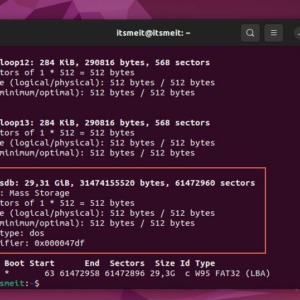 itsmeit@itsmeit: ~
loop12: 284 KiB, 290816 bytes, 568 sectors
tors of 1 * 512 = 512 bytes
e (logical/physical): 512 bytes / 512 bytes
minimum/optimal): 512 bytes / 512 bytes
loop13: 284 KiB, 290816 bytes, 568 sectors
tors of 1 * 512 = 512 bytes
e (logical/physical): 512 bytes / 512 bytes
minimum/optimal): 512 bytes / 512 bytes
sdb: 29,31 GiB, 31474155520 bytes, 61472960 sectors
: Mass Storage
tors of 1 * 512 = 512 bytes
e (logical/physical): 512 bytes / 512 bytes
minimum/optimal): 512 bytes / 512 bytes
type: dos
ifier: 0x000047df
Boot Start End Sectors Size Id Type
* 63 61472958 61472896 29,3G c W95 FAT32 (LBA)
smeit:~$